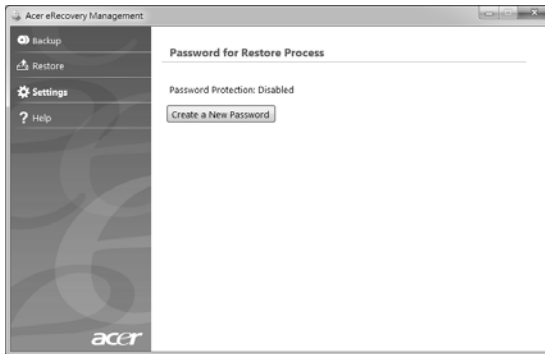 Acer eRecovery Management
Backup
Restore
Settings
? Help
Password for Restore Process
Password Protection: Disabled
Create a New Password
acer